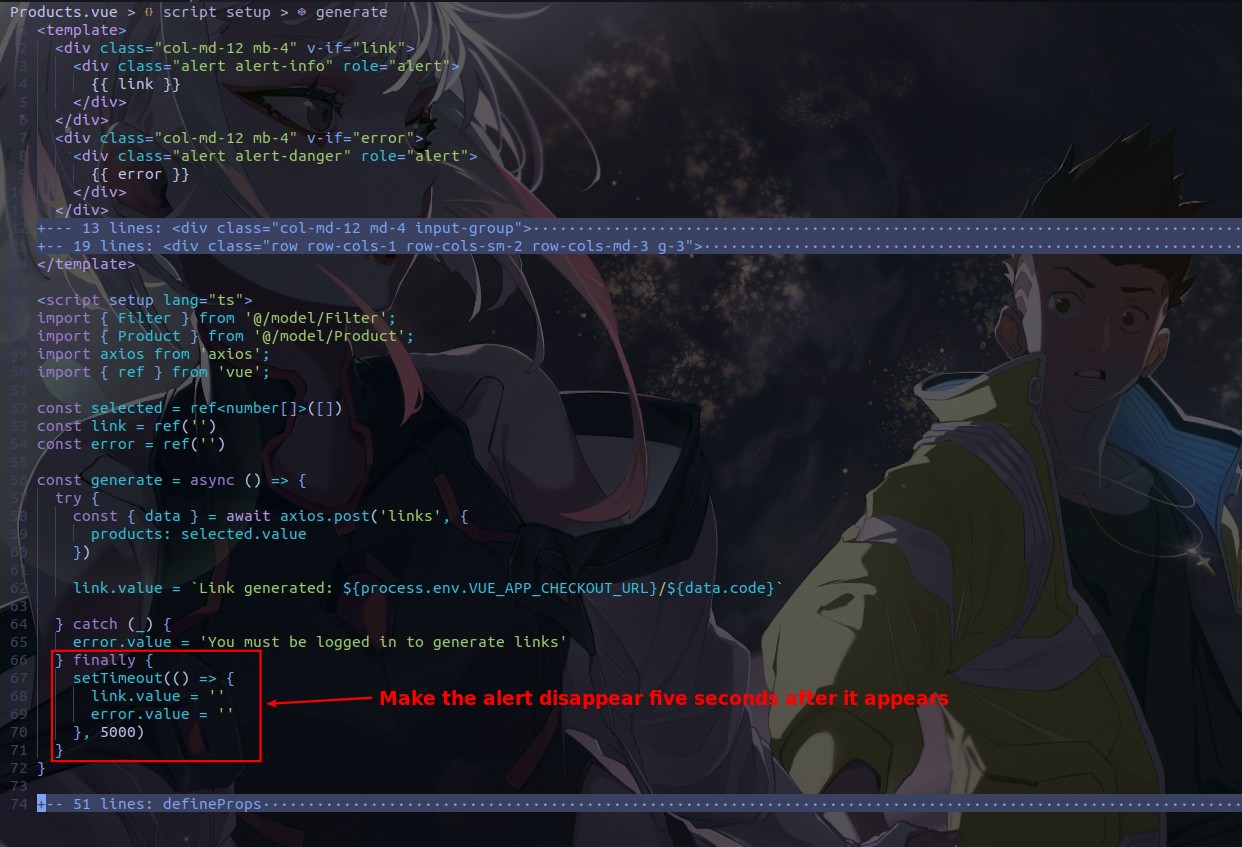 Products.vue > {} script setup > generate
1 <template>
2 <div class="col-md-12 mb-4" v-if="link">
3 <div class="alert alert-info" role="alert">
4 {{ link }}
5 </div>
6 </div>
7 <div class="col-md-12 mb-4" v-if="error">
8 <div class="alert alert-danger" role="alert">
9 {{ error }}
10 </div>
11 </div>
12 +--- 13 lines: <div class="col-md-12 md-4 input-group">
+-- 19 lines: <div class="row row-cols-1 row-cols-sm-2 row-cols-md-3 g-3">
</template>

<script setup lang="ts">
import { Filter } from '@/model/Filter';
import { Product } from '@/model/Product';
49 import axios from 'axios';
50 import { ref } from 'vue';
51
52 const selected = ref<number[]>([])
53 const link = ref('')
54 const error = ref('')
55
56 const generate = async () => {
57 try {
58 const { data } = await axios.post('links', {
59 products: selected.value
60 })
61
62 link.value = `Link generated: ${process.env.VUE_APP_CHECKOUT_URL}/${data.code}`
63
64 } catch (_) {
65 error.value = 'You must be logged in to generate links'
66 } finally {
67 setTimeout(() => {
68 link.value = ''
69 error.value = ''
70 }, 5000)
71 }
72 }
73
74 +-- 51 lines: defineProps
Make the alert disappear five seconds after it appears